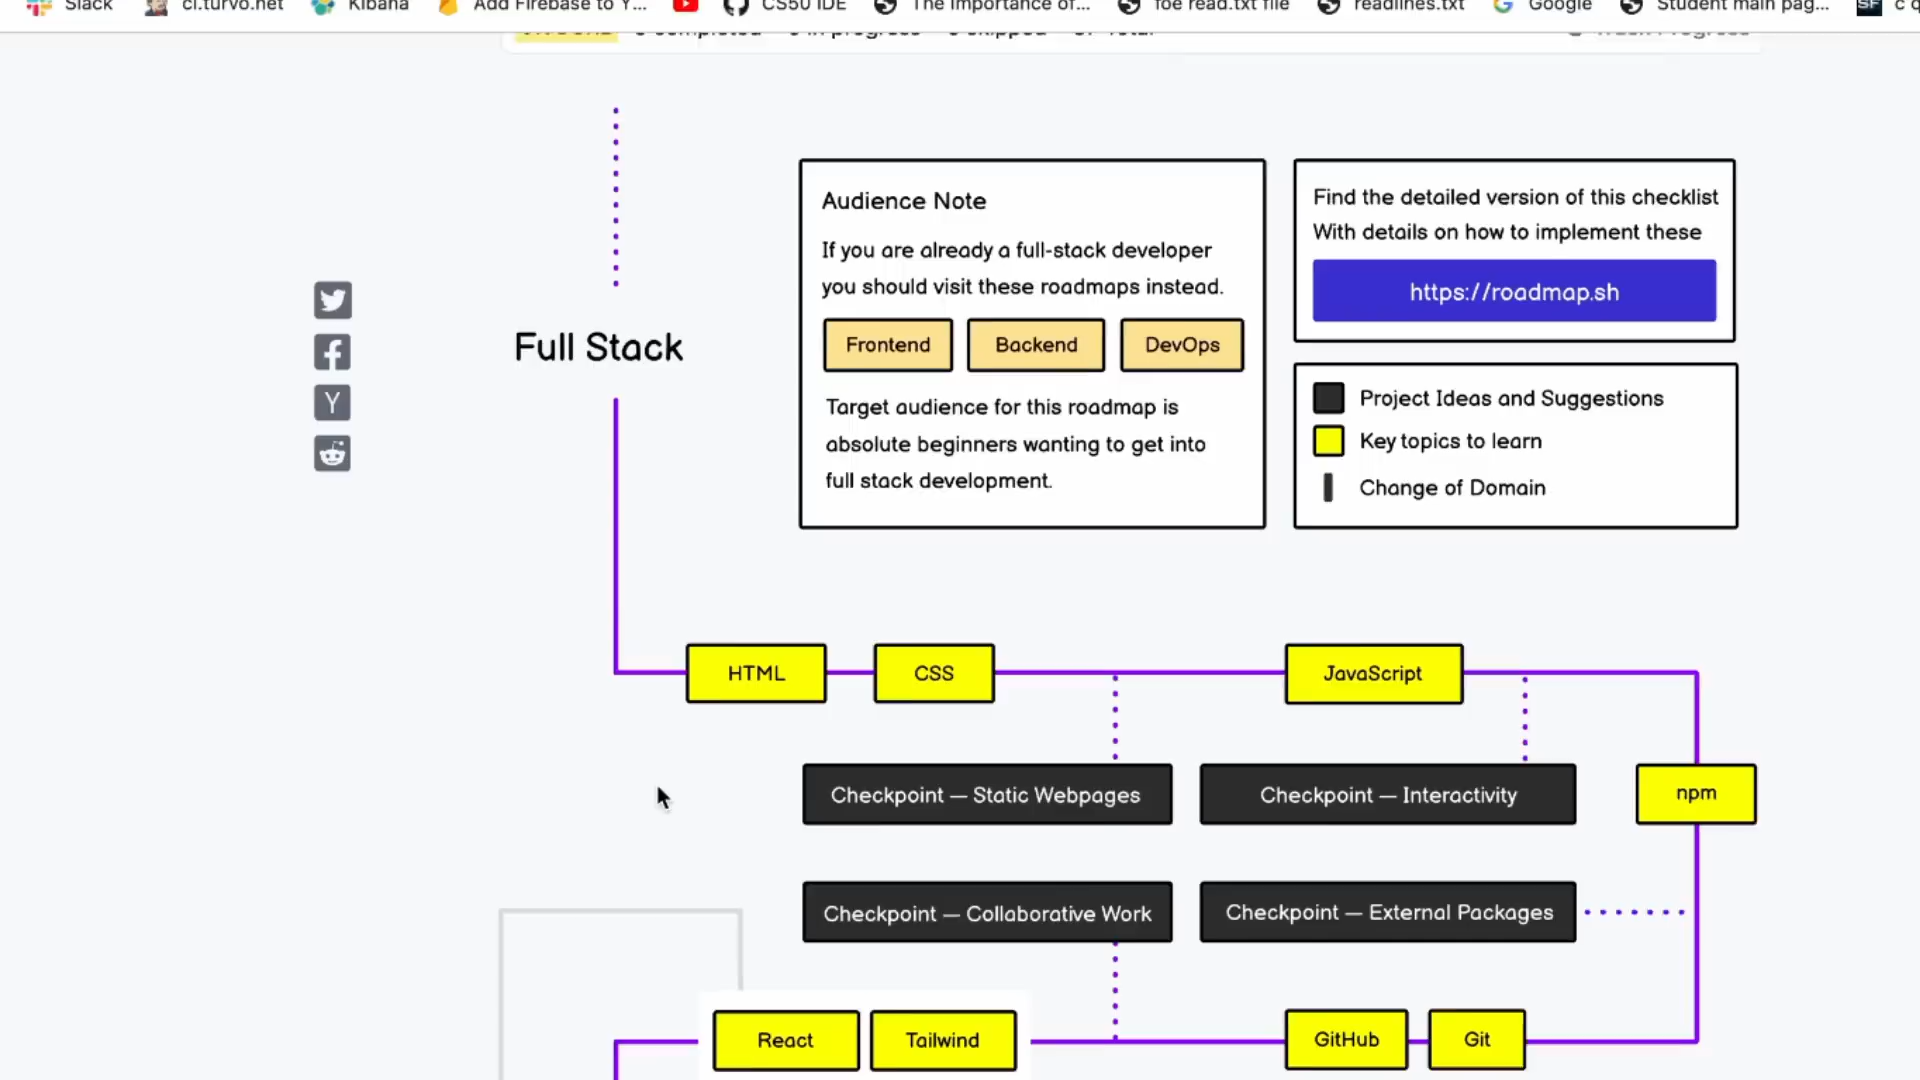 Slack
ci.turvo.net
Kibana
Add Firebase to Y...
CS50 IDE
The Importance of...
foe read.txt file
readlines.txt
Google
Student main pag...
SF
c q
Full Stack
Audience Note
If you are already a full-stack developer
you should visit these roadmaps instead.
Frontend
Backend
DevOps
Target audience for this roadmap is
absolute beginners wanting to get into
full stack development.
Find the detailed version of this checklist
With details on how to implement these
https://roadmap.sh
Project Ideas and Suggestions
Key topics to learn
Change of Domain
HTML
CSS
JavaScript
Checkpoint — Static Webpages
Checkpoint — Interactivity
npm
Checkpoint — Collaborative Work
Checkpoint — External Packages
React
Tailwind
GitHub
Git